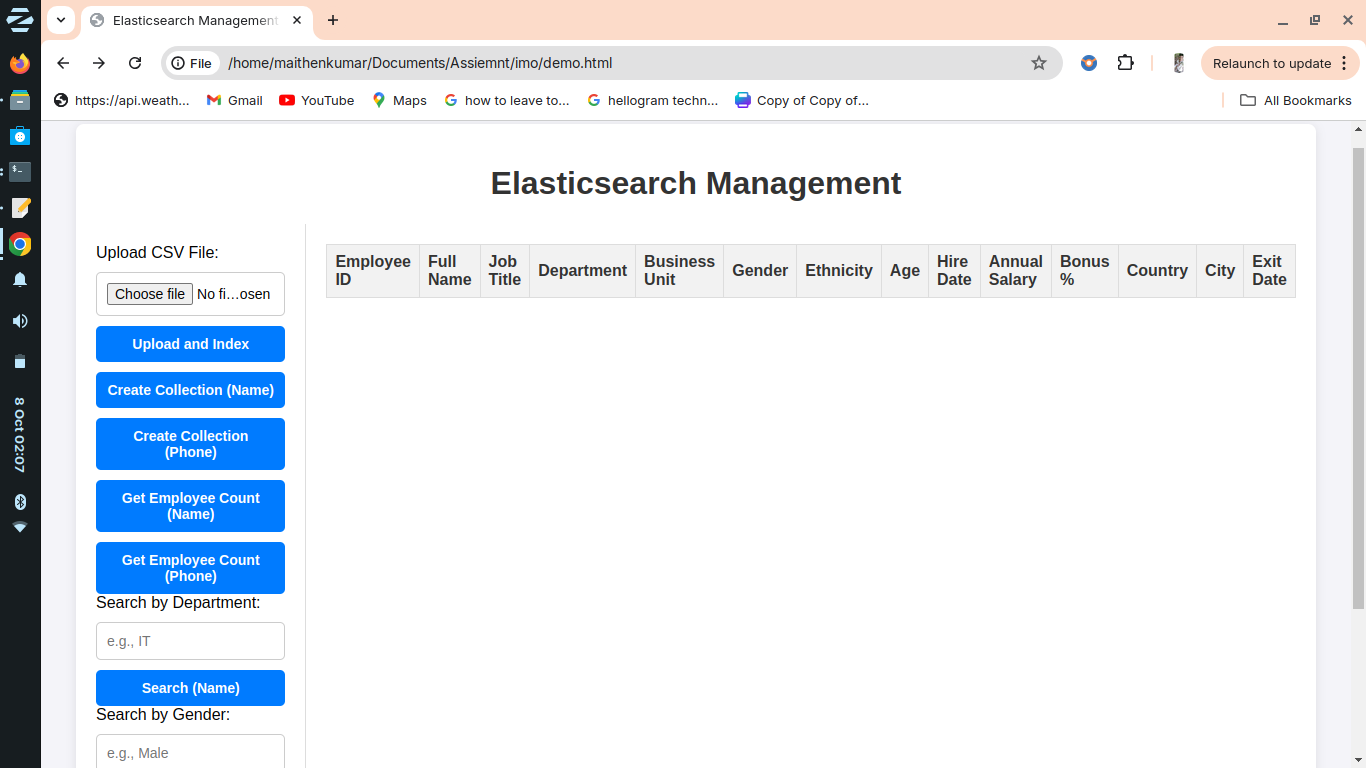 Elasticsearch Management
File
/home/maithenkumar/Documents/Assiemnt/imo/demo.html
Relaunch to update
https://api.weath...
Gmail
YouTube
Maps
how to leave to...
hellogram techn...
Copy of Copy of...
All Bookmarks
8 Oct 02:07
Elasticsearch Management
Upload CSV File:
Choose file No fi...osen
Upload and Index
Create Collection (Name)
Create Collection
(Phone)
Get Employee Count
(Name)
Get Employee Count
(Phone)
Search by Department:
e.g., IT
Search (Name)
Search by Gender:
e.g., Male
Employee
ID
Full
Name
Job
Title
Department
Business
Unit
Gender
Ethnicity
Age
Hire
Date
Annual
Salary
Bonus
%
Country
City
Exit
Date